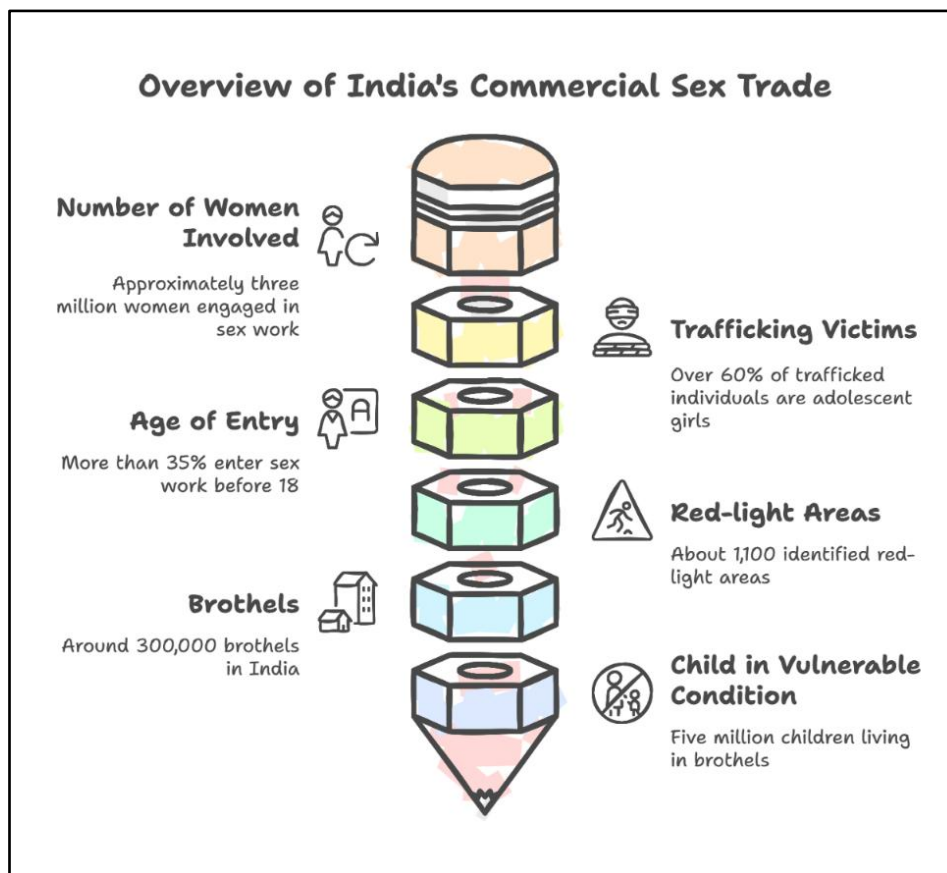 Overview of India's Commercial Sex Trade
Number of Women
Involved
Approximately three
million women engaged in
sex work
Trafficking Victims
Over 60% of trafficked
individuals are adolescent
girls
Age of Entry
A
More than 35% enter sex
work before 18
Red-light Areas
About 1,100 identified red-
light areas
Brothels
Around 300,000 brothels
in India
Child in Vulnerable
Condition
Five million children living
in brothels